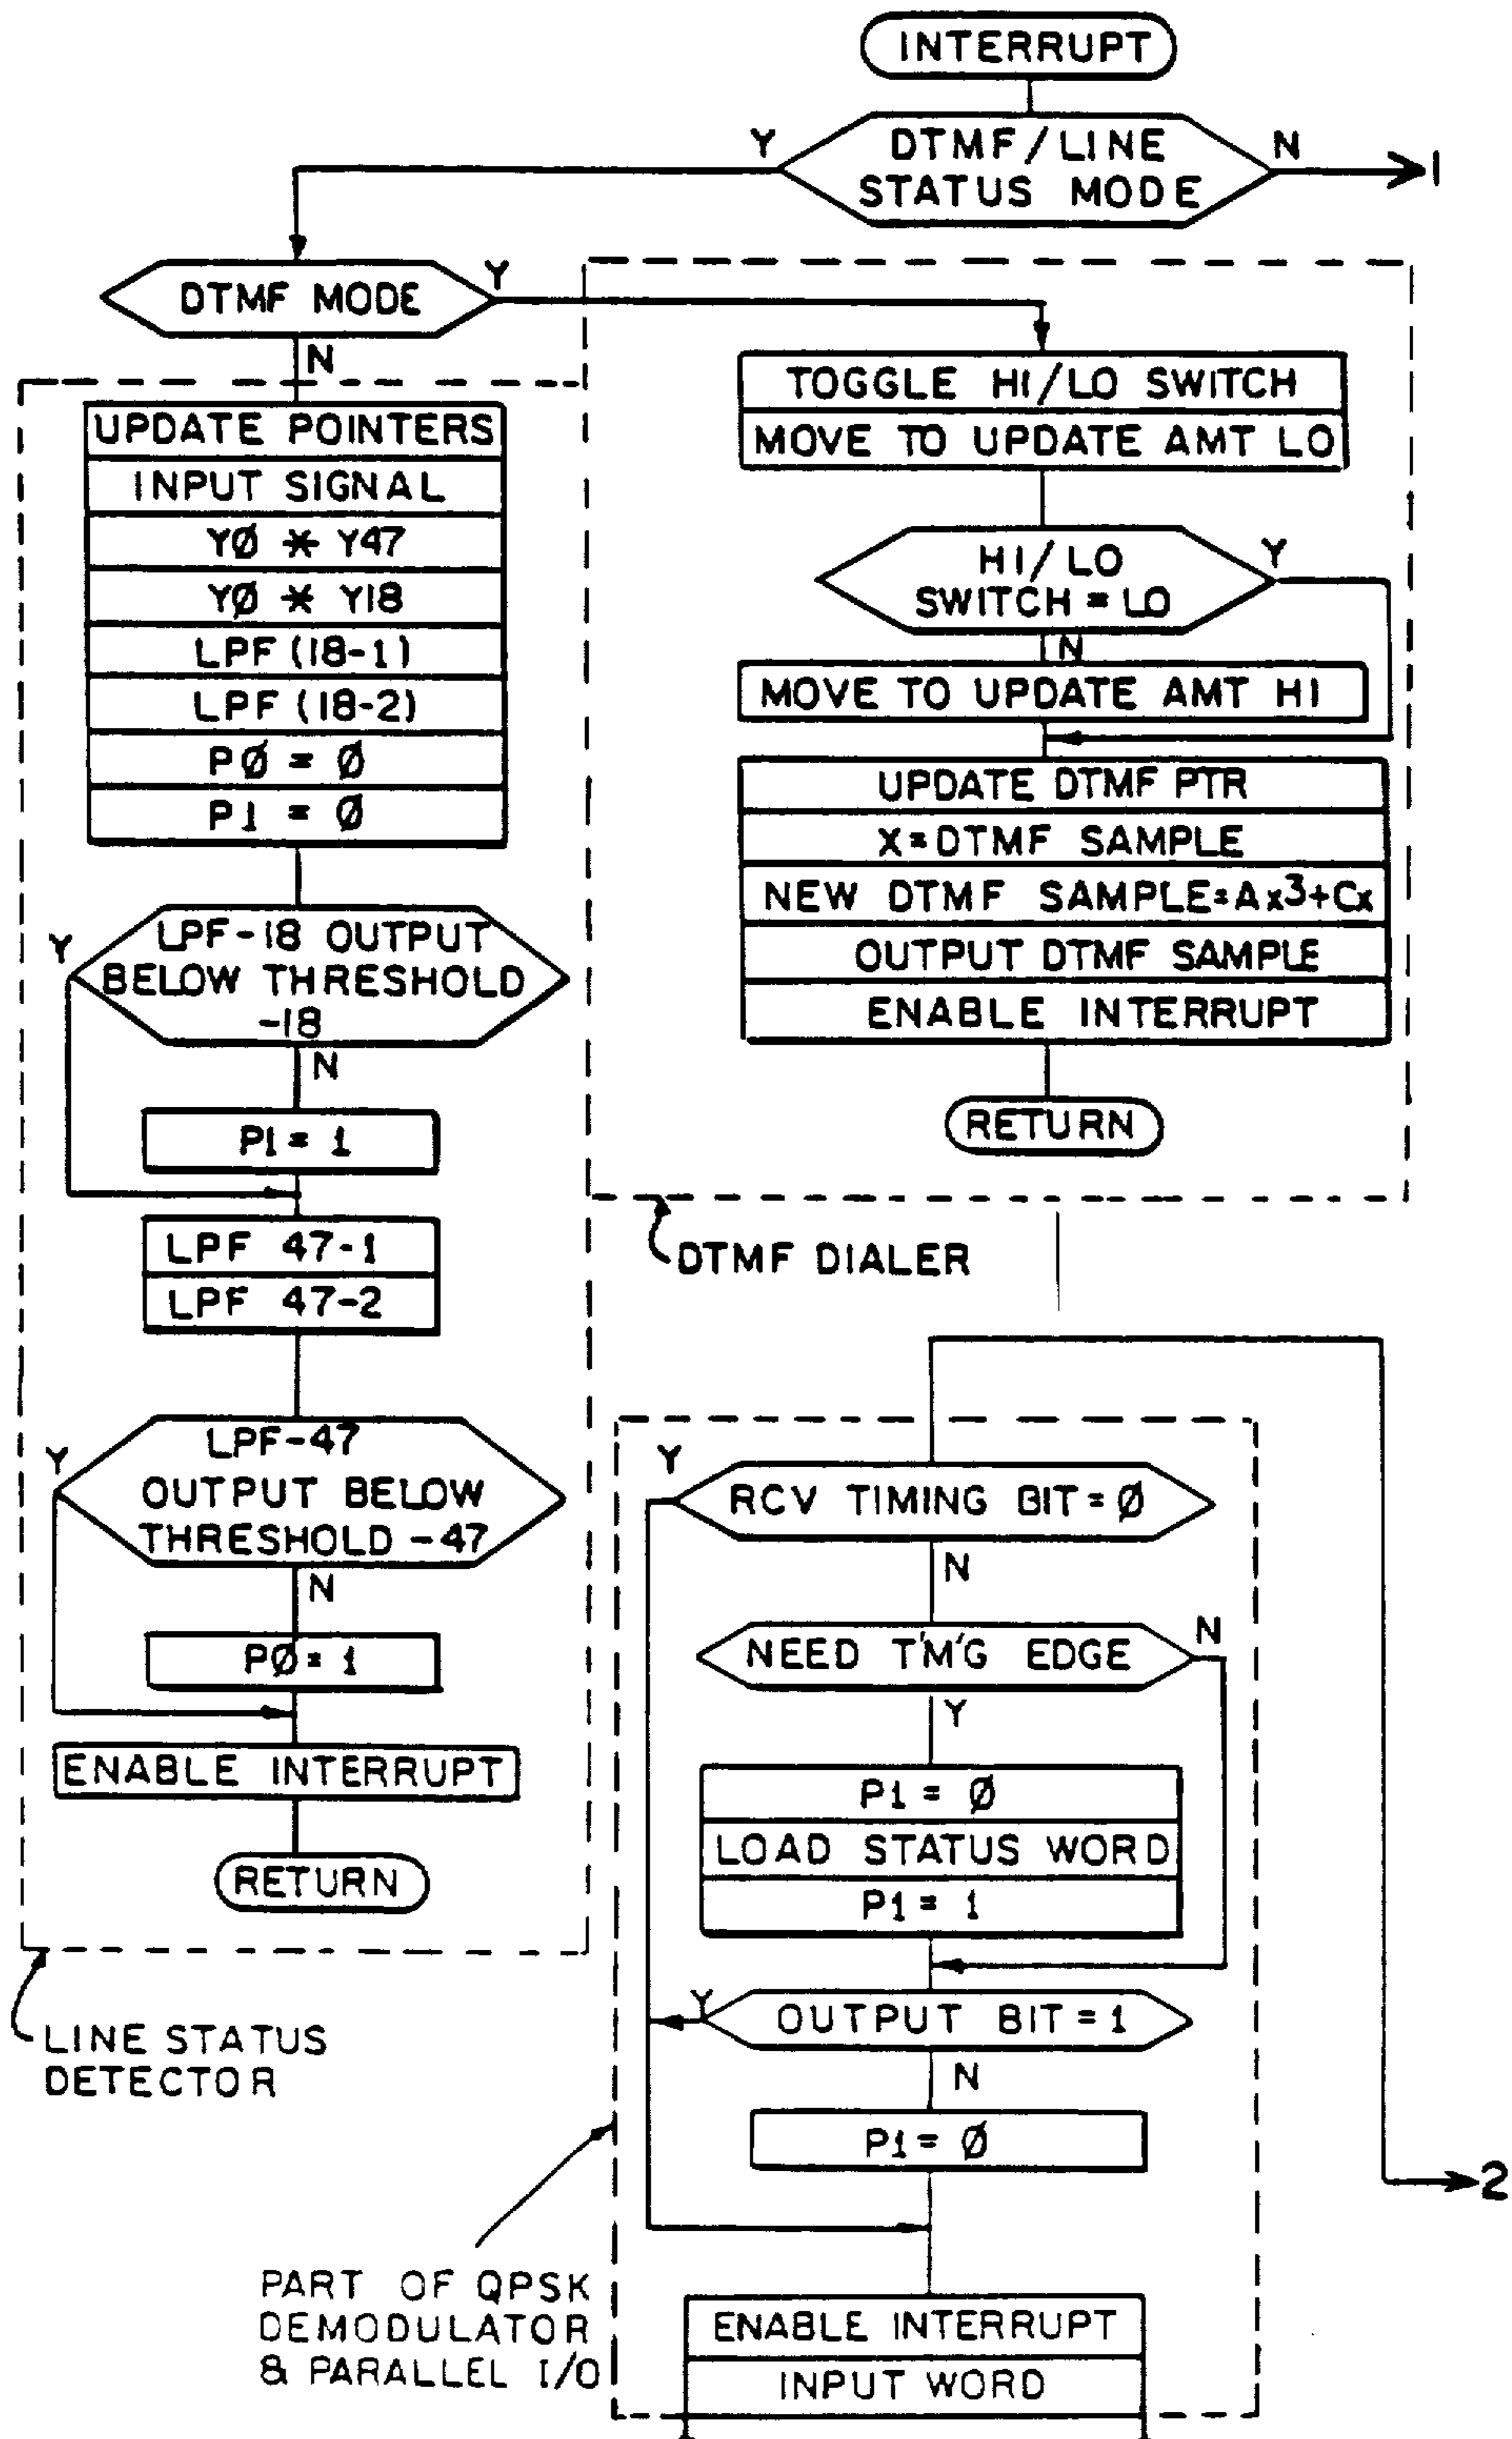 INTERRUPT
DTMF/LINE
STATUS MODE
Y
N
1
DTMF MODE
Y
N
UPDATE POINTERS
INPUT SIGNAL
YØ * Y47
YØ * Y18
LPF (18-1)
LPF (18-2)
PØ = Ø
P1 = Ø
LPF-18 OUTPUT
BELOW THRESHOLD
-18
Y
N
P1 = 1
LPF 47-1
LPF 47-2
LPF-47
OUTPUT BELOW
THRESHOLD -47
Y
N
PØ = 1
ENABLE INTERRUPT
RETURN
LINE STATUS
DETECTOR
TOGGLE HI/LO SWITCH
MOVE TO UPDATE AMT LO
HI/LO
SWITCH = LO
Y
N
MOVE TO UPDATE AMT HI
UPDATE DTMF PTR
X = DTMF SAMPLE
NEW DTMF SAMPLE = Ax³+Cx
OUTPUT DTMF SAMPLE
ENABLE INTERRUPT
RETURN
DTMF DIALER
RCV TIMING BIT = Ø
Y
N
NEED T'M'G EDGE
N
Y
P1 = Ø
LOAD STATUS WORD
P1 = 1
OUTPUT BIT = 1
Y
N
P1 = Ø
2
ENABLE INTERRUPT
INPUT WORD
PART OF QPSK
DEMODULATOR
& PARALLEL I/O